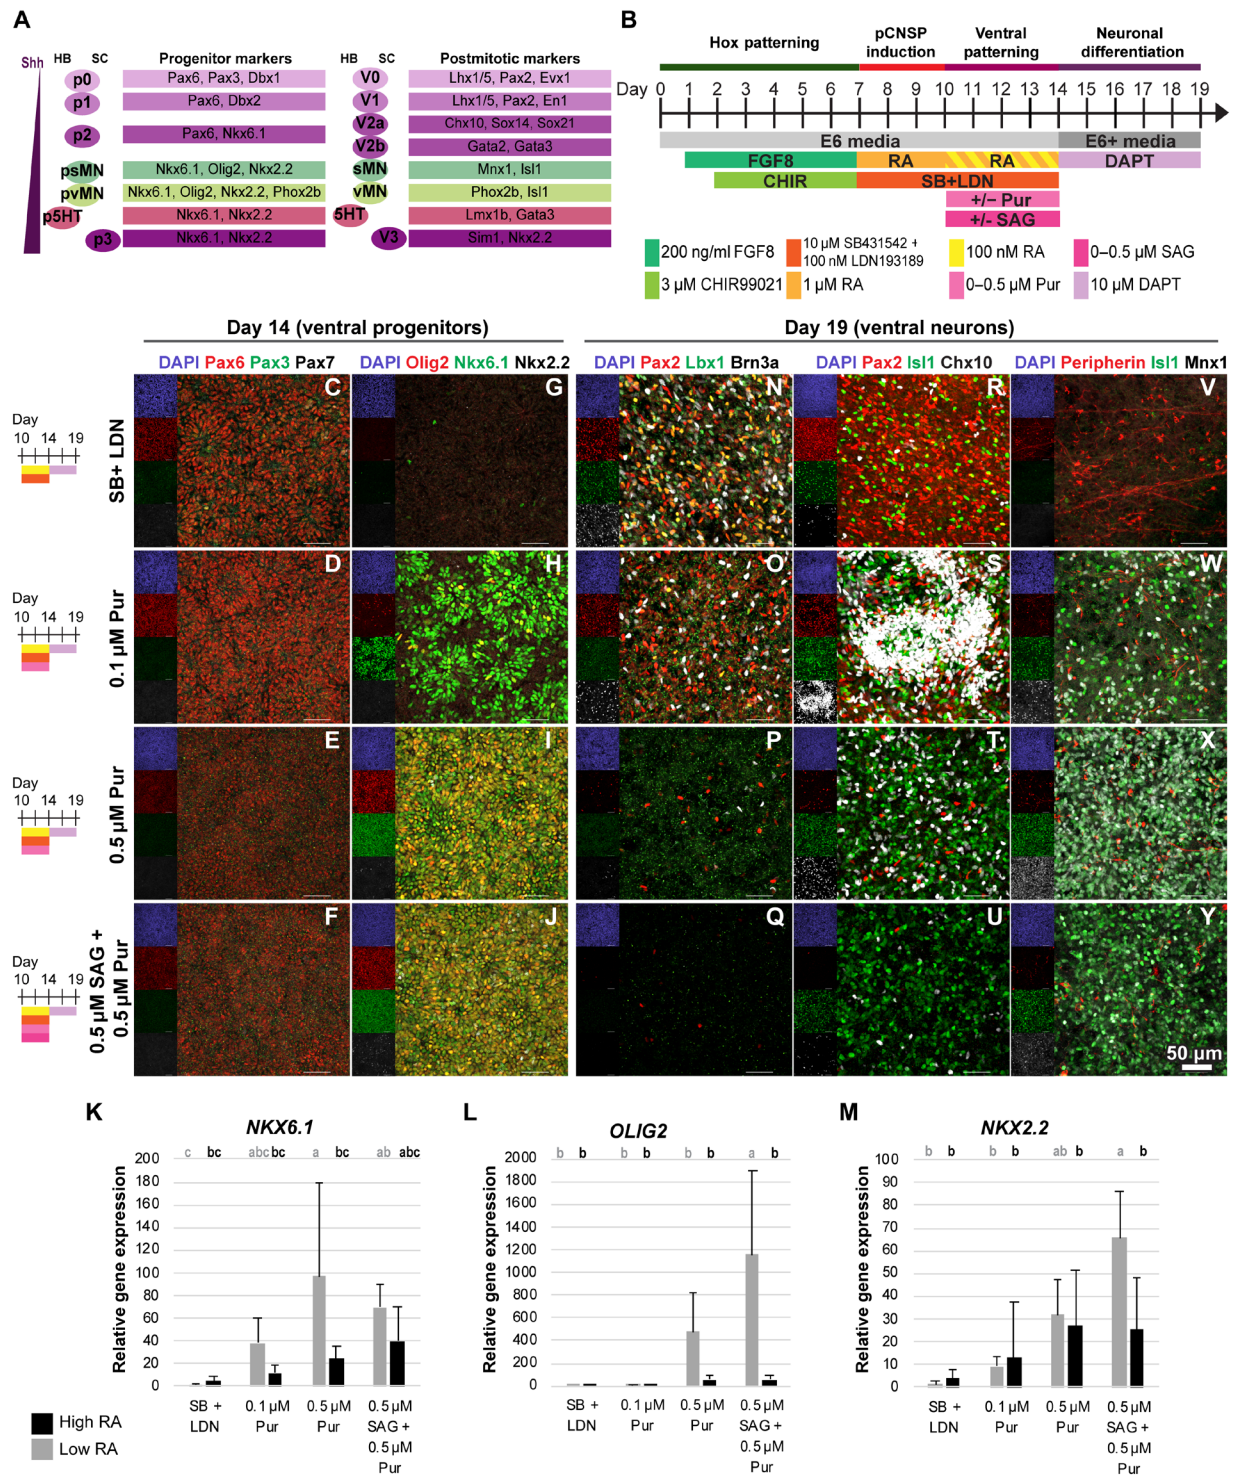 A
Shh
HB SC
Progenitor markers
p0
Pax6, Pax3, Dbx1
p1
Pax6, Dbx2
p2
Pax6, Nkx6.1
psMN
Nkx6.1, Olig2, Nkx2.2
pvMN
Nkx6.1, Olig2, Nkx2.2, Phox2b
p5HT
Nkx6.1, Nkx2.2
p3
Nkx6.1, Nkx2.2
HB SC
Postmitotic markers
V0
Lhx1/5, Pax2, Evx1
V1
Lhx1/5, Pax2, En1
V2a
Chx10, Sox14, Sox21
V2b
Gata2, Gata3
sMN
Mnx1, Isl1
vMN
Phox2b, Isl1
5HT
Lmx1b, Gata3
V3
Sim1, Nkx2.2
B
Hox patterning
pCNSP
induction
Ventral
patterning
Neuronal
differentiation
Day 0 1 2 3 4 5 6 7 8 9 10 11 12 13 14 15 16 17 18 19
E6 media
E6+ media
FGF8
RA
RA
DAPT
CHIR
SB+LDN
+/− Pur
+/- SAG
200 ng/ml FGF8
3 µM CHIR99021
10 µM SB431542 +
100 nM LDN193189
1 µM RA
100 nM RA
0–0.5 µM Pur
0–0.5 µM SAG
10 µM DAPT
Day 14 (ventral progenitors)
Day 19 (ventral neurons)
DAPI Pax6 Pax3 Pax7
DAPI Olig2 Nkx6.1 Nkx2.2
DAPI Pax2 Lbx1 Brn3a
DAPI Pax2 Isl1 Chx10
DAPI Peripherin Isl1 Mnx1
Day
10 14 19
SB+ LDN
C
G
N
R
V
Day
10 14 19
0.1 µM Pur
D
H
O
S
W
Day
10 14 19
0.5 µM Pur
E
I
P
T
X
Day
10 14 19
0.5 µM SAG +
0.5 µM Pur
F
J
Q
U
Y
50 µm
K
NKX6.1
Relative gene expression
200
180
160
140
120
100
80
60
40
20
0
c bc abc bc a bc ab abc
SB +
LDN
0.1 µM
Pur
0.5 µM
Pur
0.5 µM
SAG +
0.5 µM
Pur
L
OLIG2
Relative gene expression
2000
1800
1600
1400
1200
1000
800
600
400
200
0
b b b b b b a b
SB +
LDN
0.1 µM
Pur
0.5 µM
Pur
0.5 µM
SAG +
0.5 µM
Pur
M
NKX2.2
Relative gene expression
100
90
80
70
60
50
40
30
20
10
0
b b b b ab b a b
SB +
LDN
0.1 µM
Pur
0.5 µM
Pur
0.5 µM
SAG +
0.5 µM
Pur
High RA
Low RA